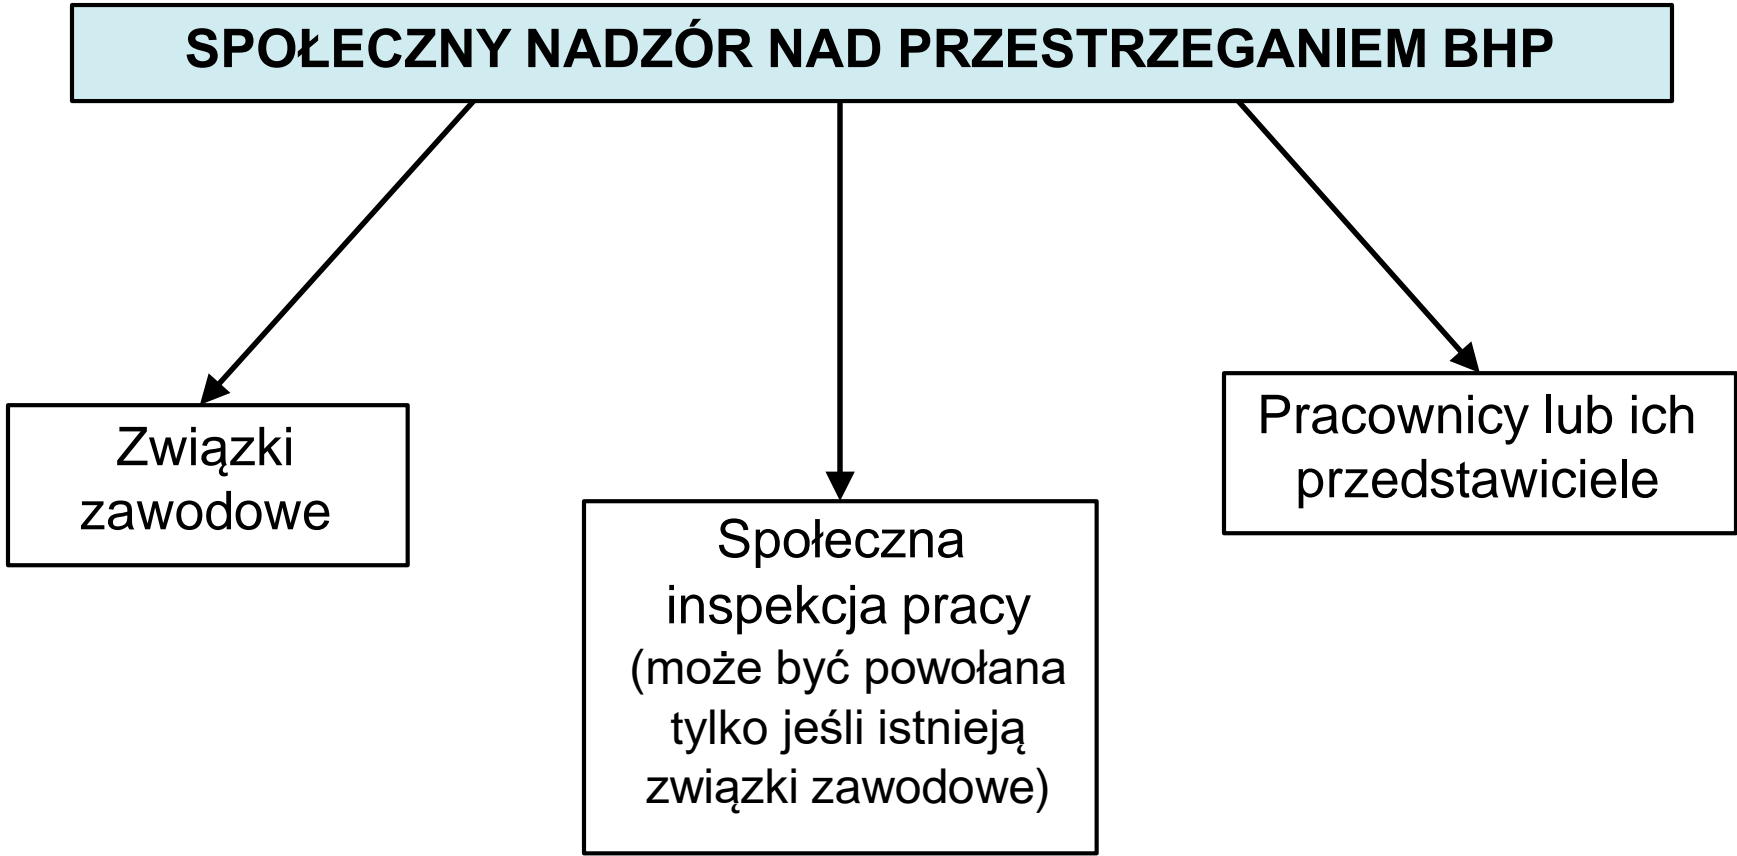 SPOŁECZNY NADZÓR NAD PRZESTRZEGANIEM BHP
Związki
zawodowe
Społeczna
inspekcja pracy
(może być powołana
tylko jeśli istnieją
związki zawodowe)
Pracownicy lub ich
przedstawiciele